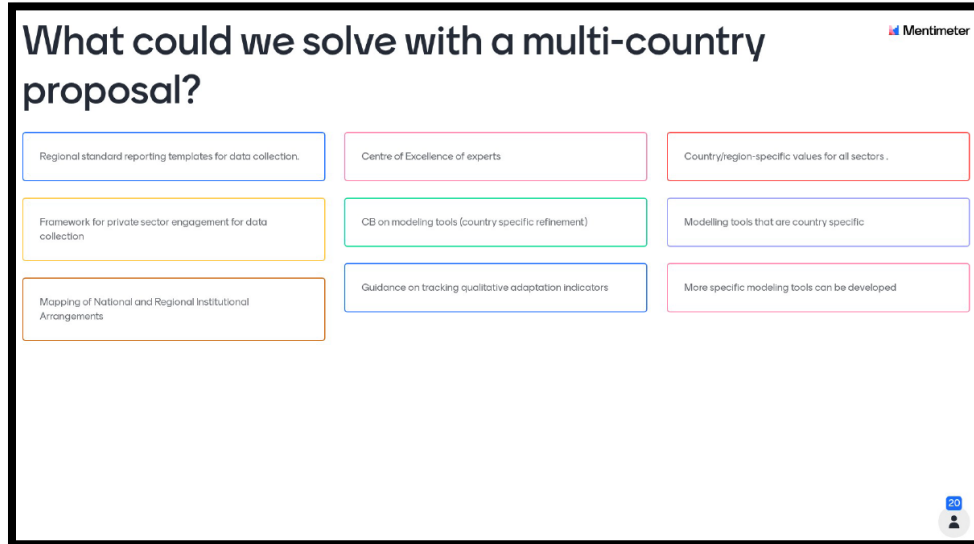 What could we solve with a multi-country
proposal?
Mentimeter
Regional standard reporting templates for data collection.
Centre of Excellence of experts
Country/region-specific values for all sectors .
Framework for private sector engagement for data
collection
CB on modeling tools (country specific refinement)
Modelling tools that are country specific
Mapping of National and Regional Institutional
Arrangements
Guidance on tracking qualitative adaptation indicators
More specific modeling tools can be developed
20